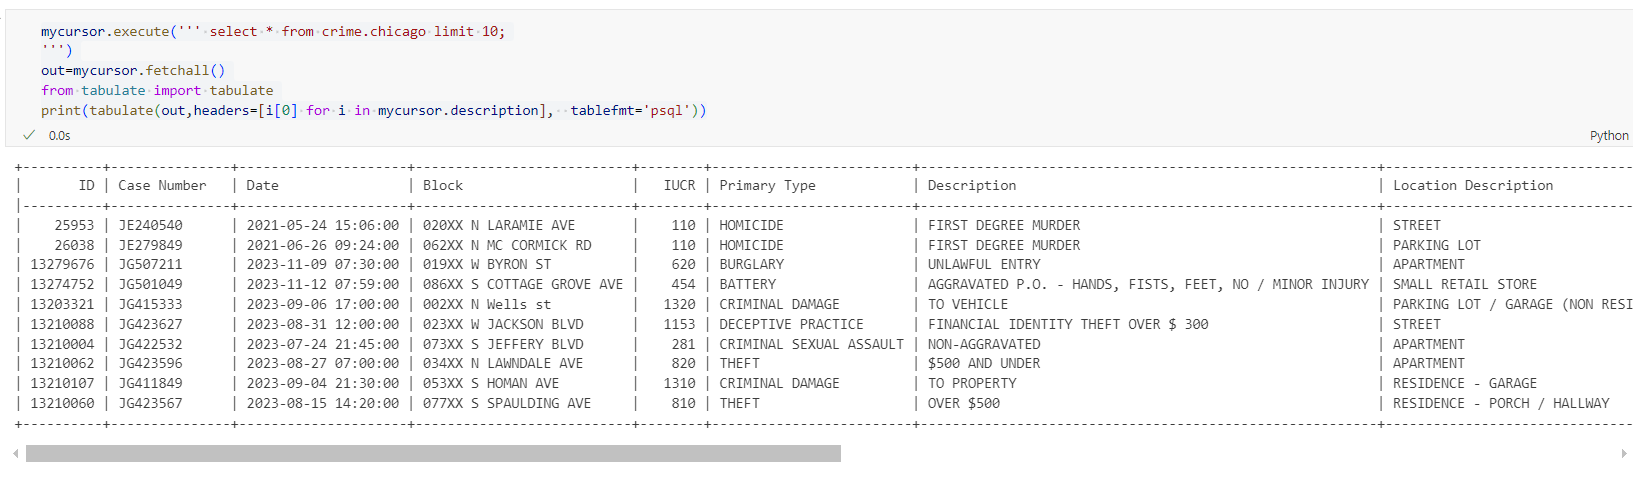 mycursor.execute(''' select * from crime.chicago limit 10;
''')
out=mycursor.fetchall()
from tabulate import tabulate
print(tabulate(out,headers=[i[0] for i in mycursor.description],  tablefmt='psql'))
0.0s
Python
| ID | Case Number | Date | Block | IUCR | Primary Type | Description | Location Description
| 25953 | JE240540 | 2021-05-24 15:06:00 | 020XX N LARAMIE AVE | 110 | HOMICIDE | FIRST DEGREE MURDER | STREET
| 26038 | JE279849 | 2021-06-26 09:24:00 | 062XX N MC CORMICK RD | 110 | HOMICIDE | FIRST DEGREE MURDER | PARKING LOT
| 13279676 | JG507211 | 2023-11-09 07:30:00 | 019XX W BYRON ST | 620 | BURGLARY | UNLAWFUL ENTRY | APARTMENT
| 13274752 | JG501049 | 2023-11-12 07:59:00 | 086XX S COTTAGE GROVE AVE | 454 | BATTERY | AGGRAVATED P.O. - HANDS, FISTS, FEET, NO / MINOR INJURY | SMALL RETAIL STORE
| 13203321 | JG415333 | 2023-09-06 17:00:00 | 002XX N Wells st | 1320 | CRIMINAL DAMAGE | TO VEHICLE | PARKING LOT / GARAGE (NON RESI
| 13210088 | JG423627 | 2023-08-31 12:00:00 | 023XX W JACKSON BLVD | 1153 | DECEPTIVE PRACTICE | FINANCIAL IDENTITY THEFT OVER $ 300 | STREET
| 13210004 | JG422532 | 2023-07-24 21:45:00 | 073XX S JEFFERY BLVD | 281 | CRIMINAL SEXUAL ASSAULT | NON-AGGRAVATED | APARTMENT
| 13210062 | JG423596 | 2023-08-27 07:00:00 | 034XX N LAWNDALE AVE | 820 | THEFT | $500 AND UNDER | APARTMENT
| 13210107 | JG411849 | 2023-09-04 21:30:00 | 053XX S HOMAN AVE | 1310 | CRIMINAL DAMAGE | TO PROPERTY | RESIDENCE - GARAGE
| 13210060 | JG423567 | 2023-08-15 14:20:00 | 077XX S SPAULDING AVE | 810 | THEFT | OVER $500 | RESIDENCE - PORCH / HALLWAY